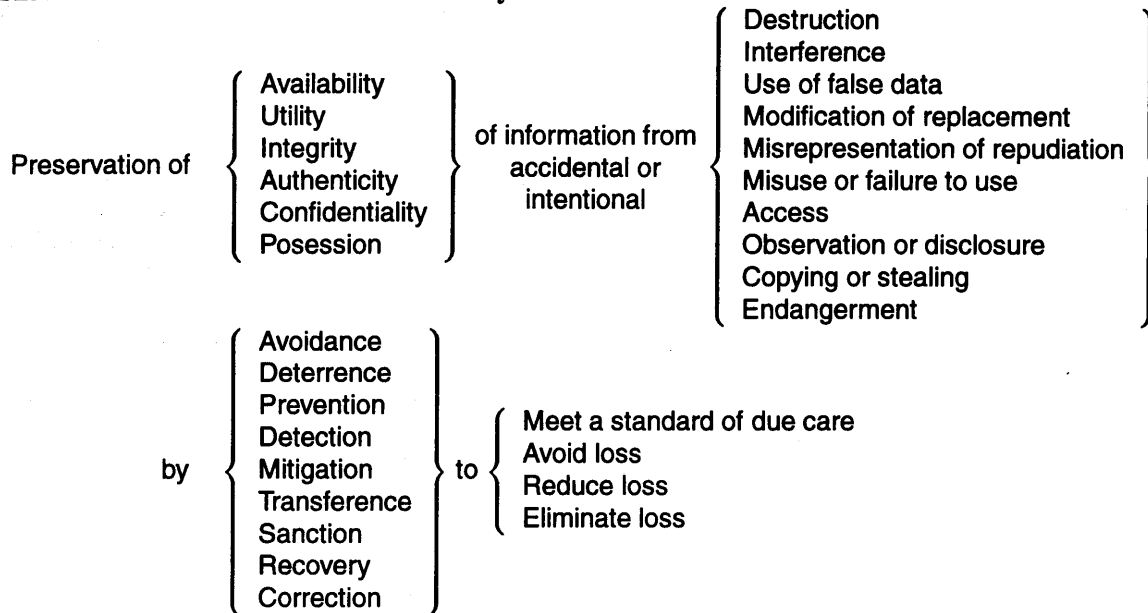 Preservation of
Availability
Utility
Integrity
Authenticity
Confidentiality
Posession
of information from
accidental or
intentional
Destruction
Interference
Use of false data
Modification of replacement
Misrepresentation of repudiation
Misuse or failure to use
Access
Observation or disclosure
Copying or stealing
Endangerment
by
Avoidance
Deterrence
Prevention
Detection
Mitigation
Transference
Sanction
Recovery
Correction
to
Meet a standard of due care
Avoid loss
Reduce loss
Eliminate loss